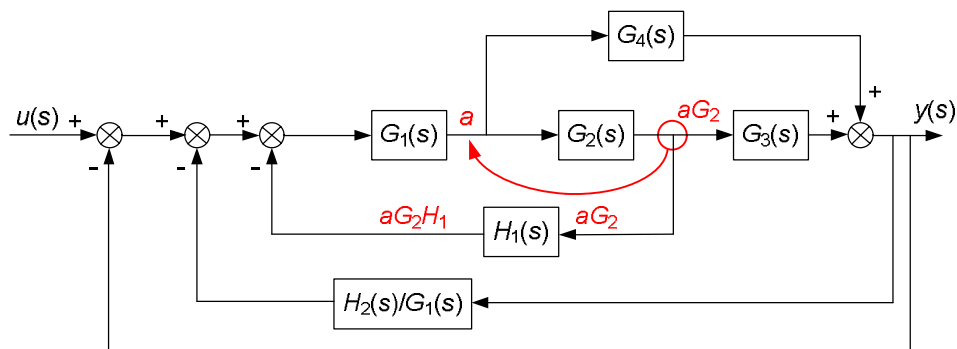 G4(s)
+
u(s) + + + G1(s) a G2(s) aG2 G3(s) + y(s)
- - -
aG2H1 H1(s) aG2
H2(s)/G1(s)